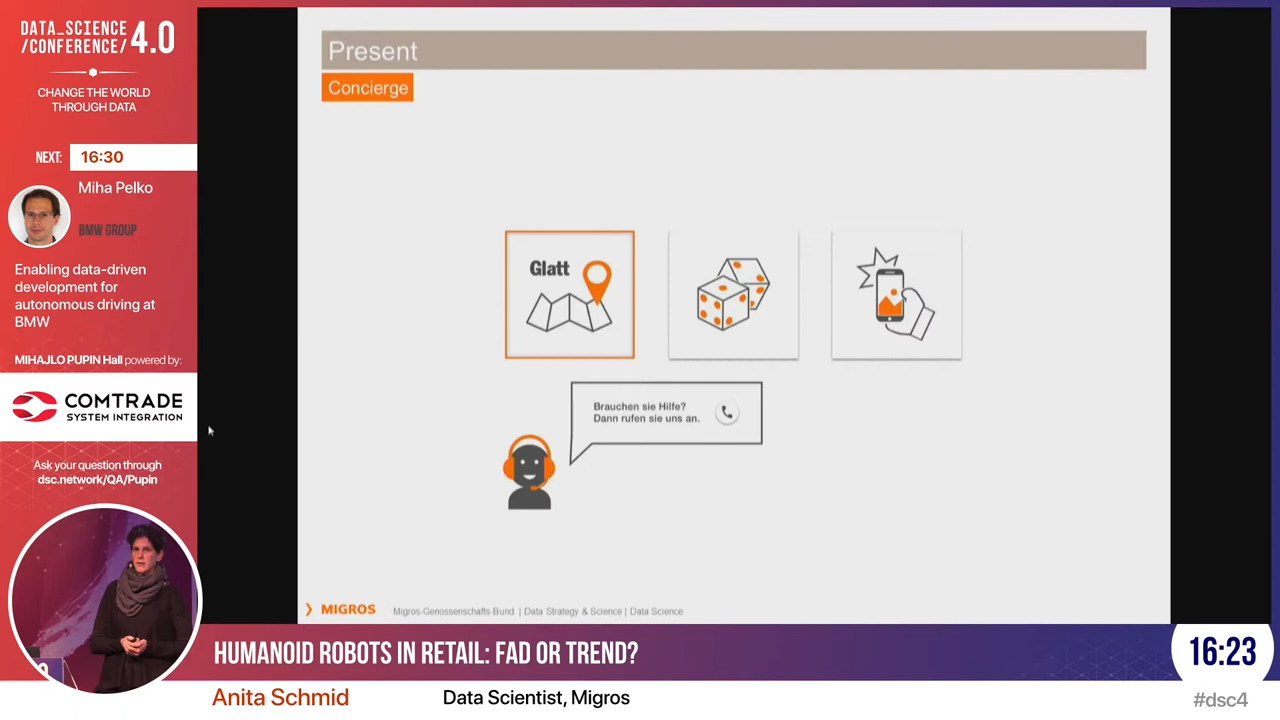 DATA_SCIENCE
/CONFERENCE/ 4.0
CHANGE THE WORLD
THROUGH DATA
NEXT: 16:30
Miha Pelko
BMW GROUP
Enabling data-driven
development for
autonomous driving at
BMW
MIHAJLO PUPIN Hall powered by:
COMTRADE
SYSTEM INTEGRATION
Ask your question through
dsc.network/QA/Pupin
Present
Concierge
Glatt
Brauchen sie Hilfe?
Dann rufen sie uns an.
MIGROS Migros-Genossenschafts-Bund | Data Strategy & Science | Data Science
HUMANOID ROBOTS IN RETAIL: FAD OR TREND?
Anita Schmid Data Scientist, Migros
16:23
#dsc4